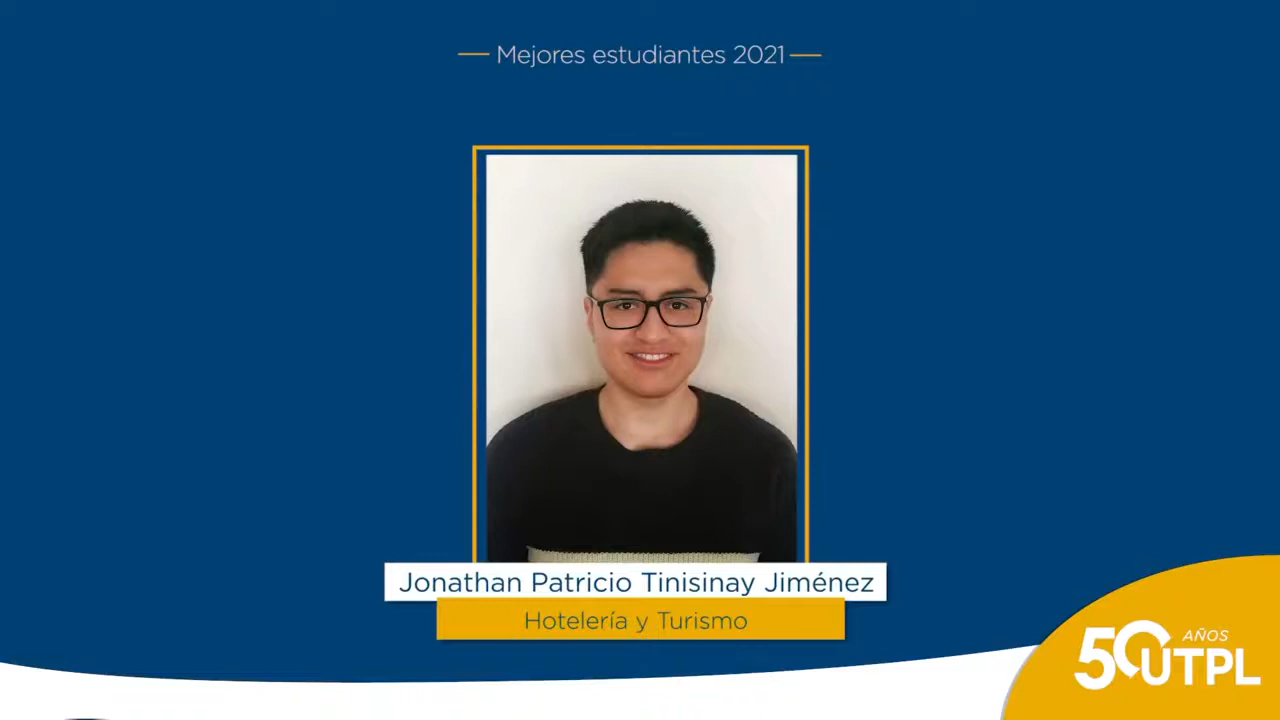 Mejores estudiantes 2021
Jonathan Patricio Tinisinay Jiménez
Hotelería y Turismo
50 AÑOS
UTPL